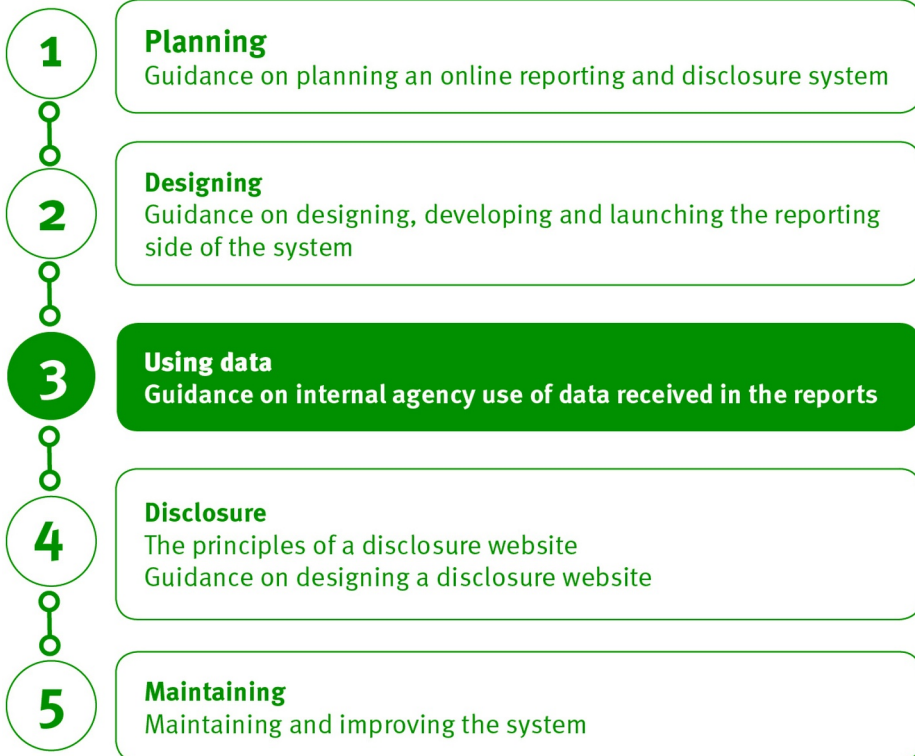 1
Planning
Guidance on planning an online reporting and disclosure system
2
Designing
Guidance on designing, developing and launching the reporting
side of the system
3
Using data
Guidance on internal agency use of data received in the reports
4
Disclosure
The principles of a disclosure website
Guidance on designing a disclosure website
5
Maintaining
Maintaining and improving the system